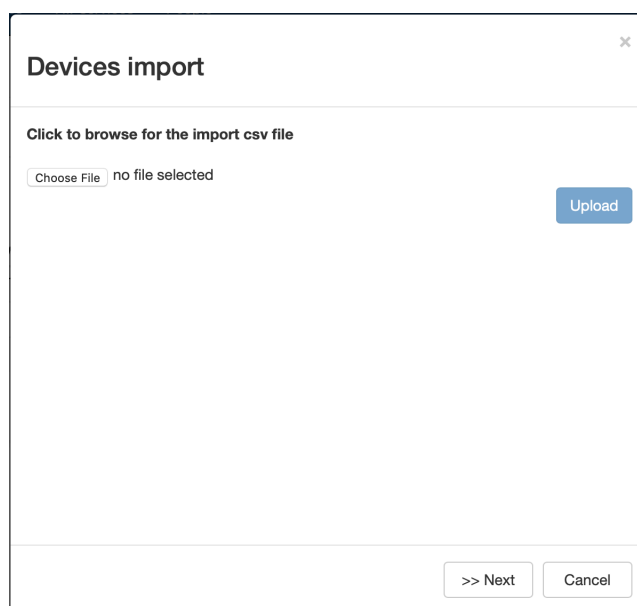 ×
Devices import
Click to browse for the import csv file
Choose File no file selected
Upload
>> Next Cancel